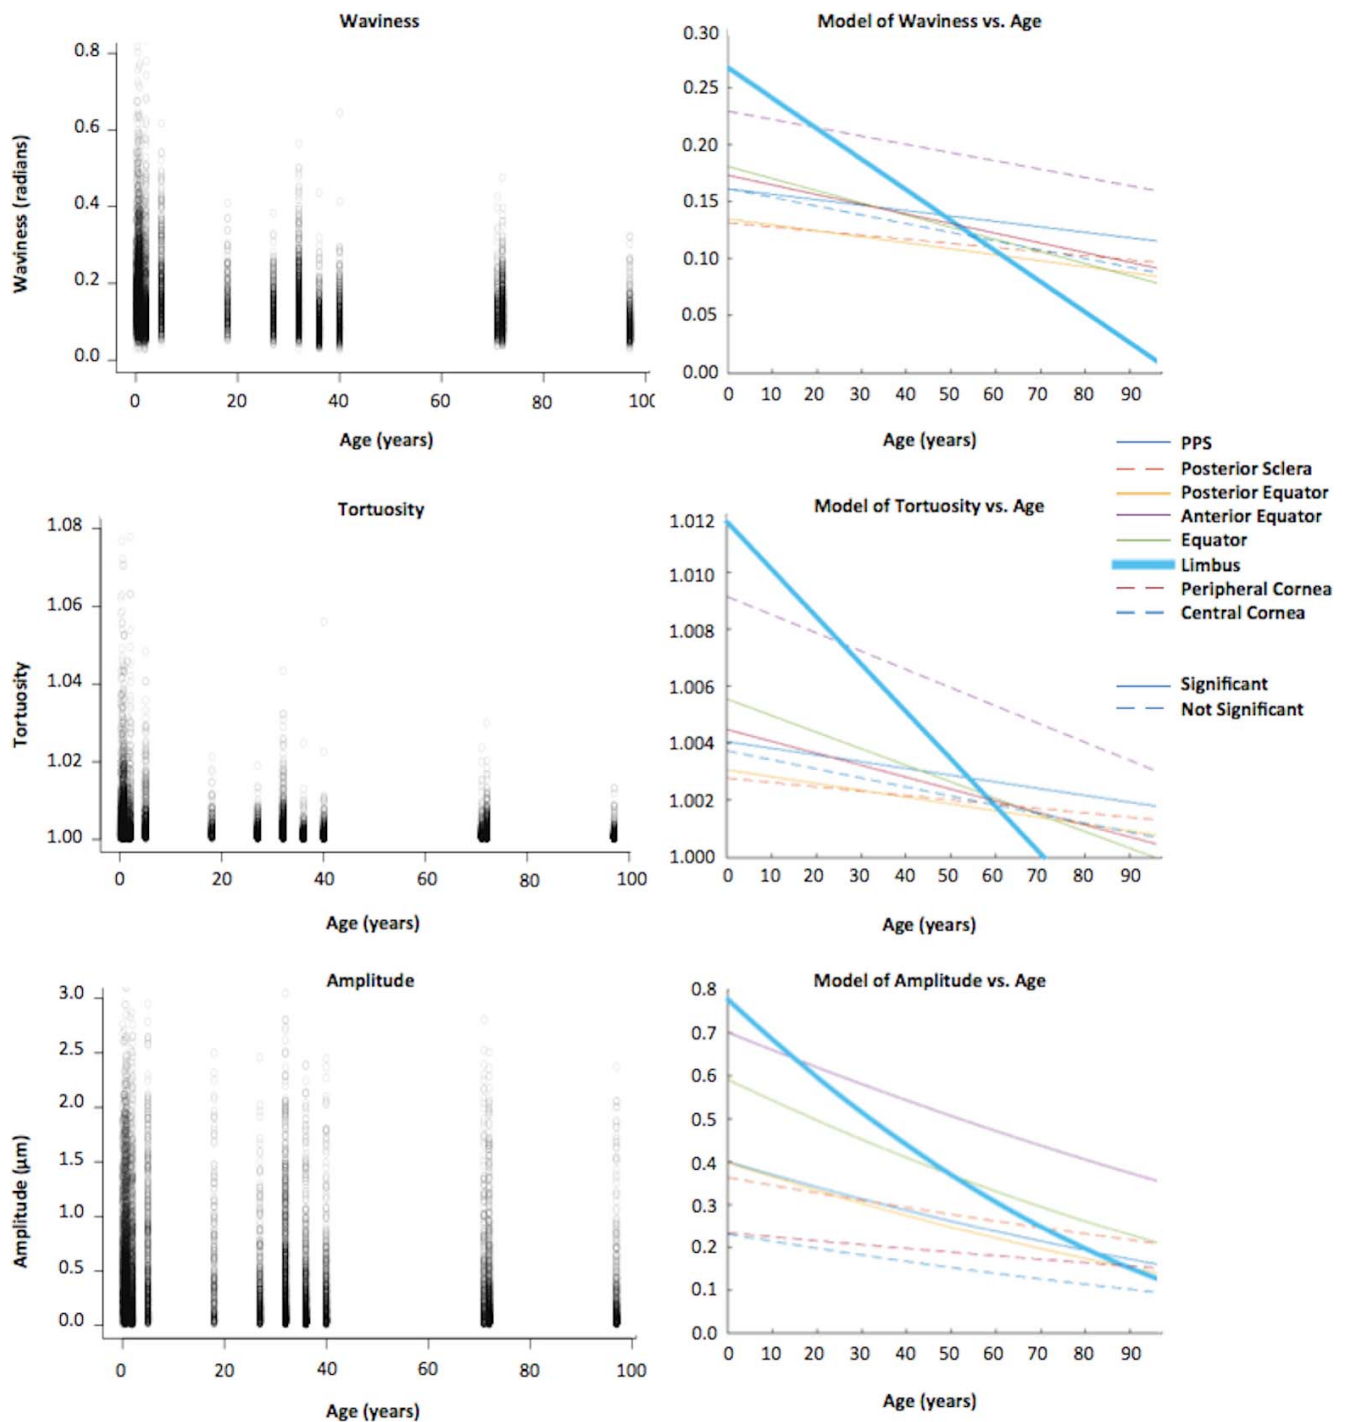 Waviness
Model of Waviness vs. Age
Waviness (radians)
0.8
0.6
0.4
0.2
0.0
0 20 40 60 80 100
Age (years)
0.30
0.25
0.20
0.15
0.10
0.05
0.00
0 10 20 30 40 50 60 70 80 90
Age (years)
PPS
Posterior Sclera
Posterior Equator
Anterior Equator
Equator
Limbus
Peripheral Cornea
Central Cornea
Significant
Not Significant
Tortuosity
Model of Tortuosity vs. Age
Tortuosity
1.08
1.06
1.04
1.02
1.00
0 20 40 60 80 100
Age (years)
1.012
1.010
1.008
1.006
1.004
1.002
1.000
0 10 20 30 40 50 60 70 80 90
Age (years)
Amplitude
Model of Amplitude vs. Age
Amplitude (µm)
3.0
2.5
2.0
1.5
1.0
0.5
0.0
0 20 40 60 80 100
Age (years)
0.8
0.7
0.6
0.5
0.4
0.3
0.2
0.1
0.0
0 10 20 30 40 50 60 70 80 90
Age (years)